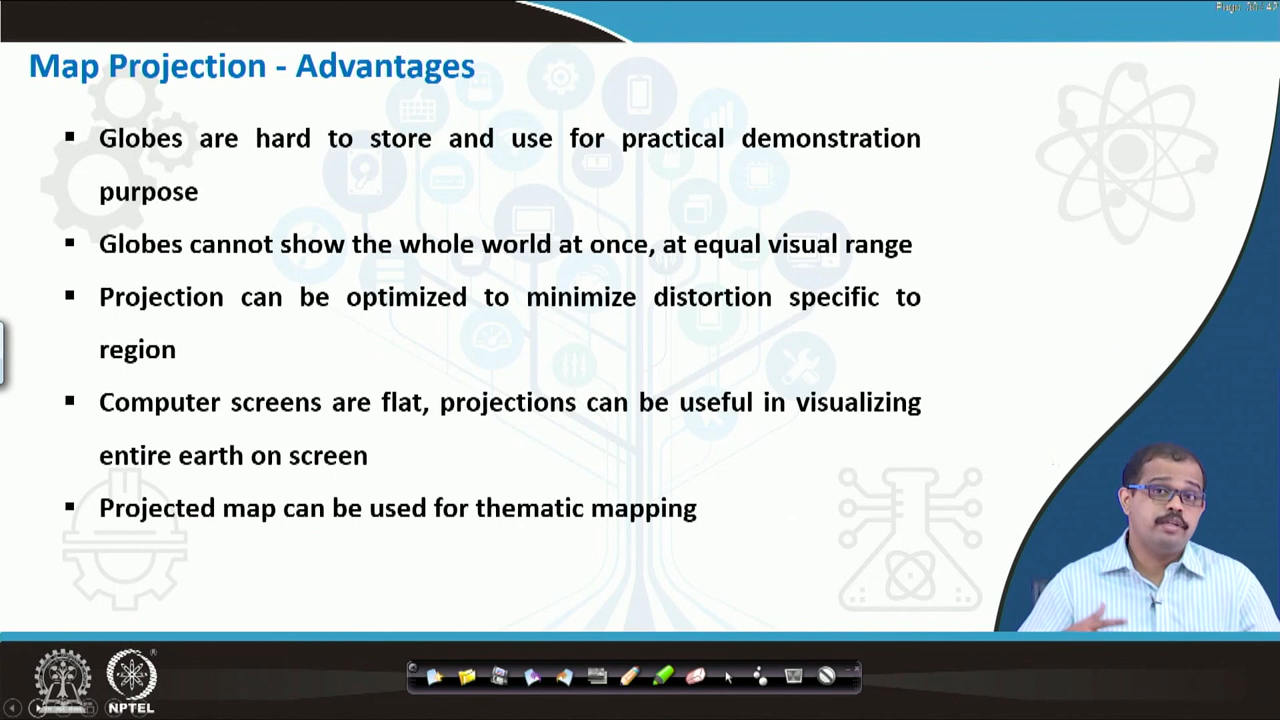 Map Projection - Advantages
▪ Globes are hard to store and use for practical demonstration
purpose
▪ Globes cannot show the whole world at once, at equal visual range
▪ Projection can be optimized to minimize distortion specific to
region
▪ Computer screens are flat, projections can be useful in visualizing
entire earth on screen
▪ Projected map can be used for thematic mapping
NPTEL